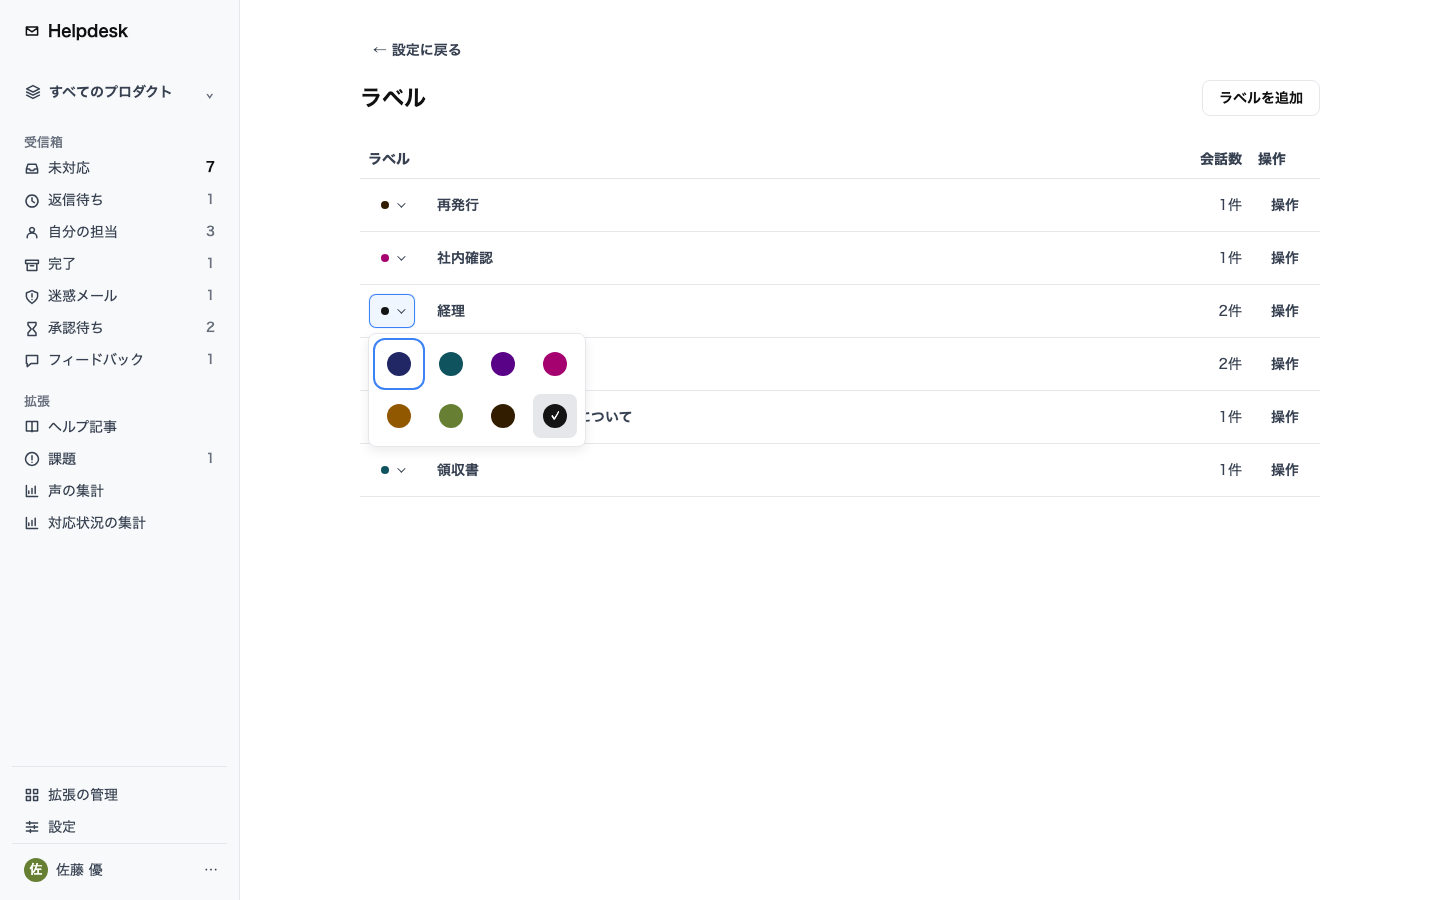 Helpdesk
すべてのプロダクト
受信箱
未対応 7
返信待ち 1
自分の担当 3
完了 1
迷惑メール 1
承認待ち 2
フィードバック 1
拡張
ヘルプ記事
課題 1
声の集計
対応状況の集計
拡張の管理
設定
佐 佐藤 優 …
← 設定に戻る
ラベル
ラベルを追加
ラベル 会話数 操作
再発行 1件 操作
社内確認 1件 操作
経理 2件 操作
2件 操作
について 1件 操作
領収書 1件 操作